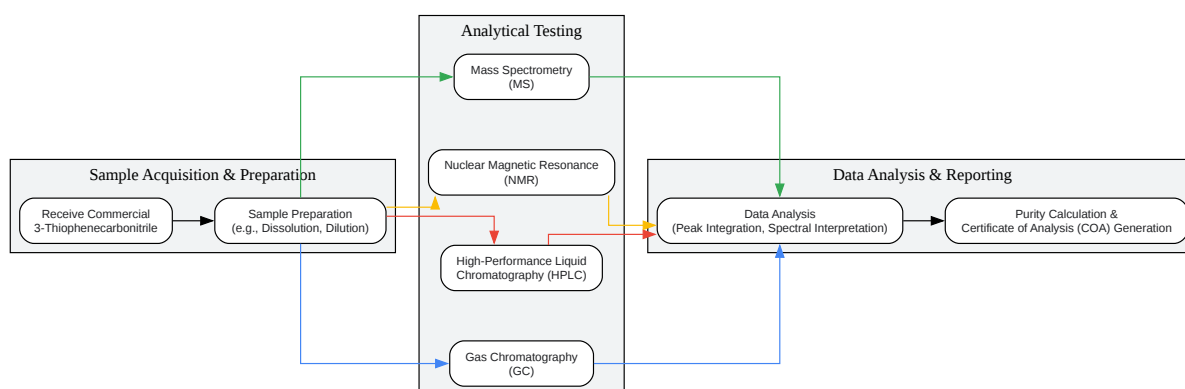 Analytical Testing
Mass Spectrometry
(MS)
Nuclear Magnetic Resonance
(NMR)
High-Performance Liquid
Chromatography (HPLC)
Gas Chromatography
(GC)
Sample Acquisition & Preparation
Receive Commercial
3-Thiophenecarbonitrile
Sample Preparation
(e.g., Dissolution, Dilution)
Data Analysis & Reporting
Data Analysis
(Peak Integration, Spectral Interpretation)
Purity Calculation &
Certificate of Analysis (COA) Generation